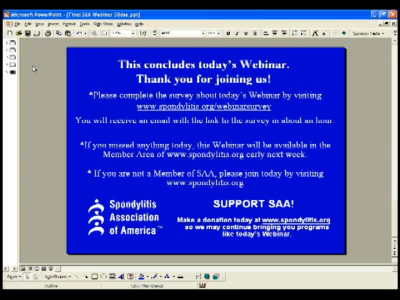 Microsoft PowerPoint - [Final SAA Webinar Slides.ppt]
This concludes today's Webinar.
Thank you for joining us!
*Please complete the survey about today's Webinar by visiting
www.spondylitis.org/webinarsurvey
You will receive an email with the link to the survey in about an hour.
*If you missed anything today, this Webinar will be available in the
Member Area of www.spondylitis.org early next week.
* If you are not a Member of SAA, please join today by visiting
www.spondylitis.org
Spondylitis
Association
of America™
SUPPORT SAA!
Make a donation today at www.spondylitis.org
so we may continue bringing you programs
like today's Webinar.